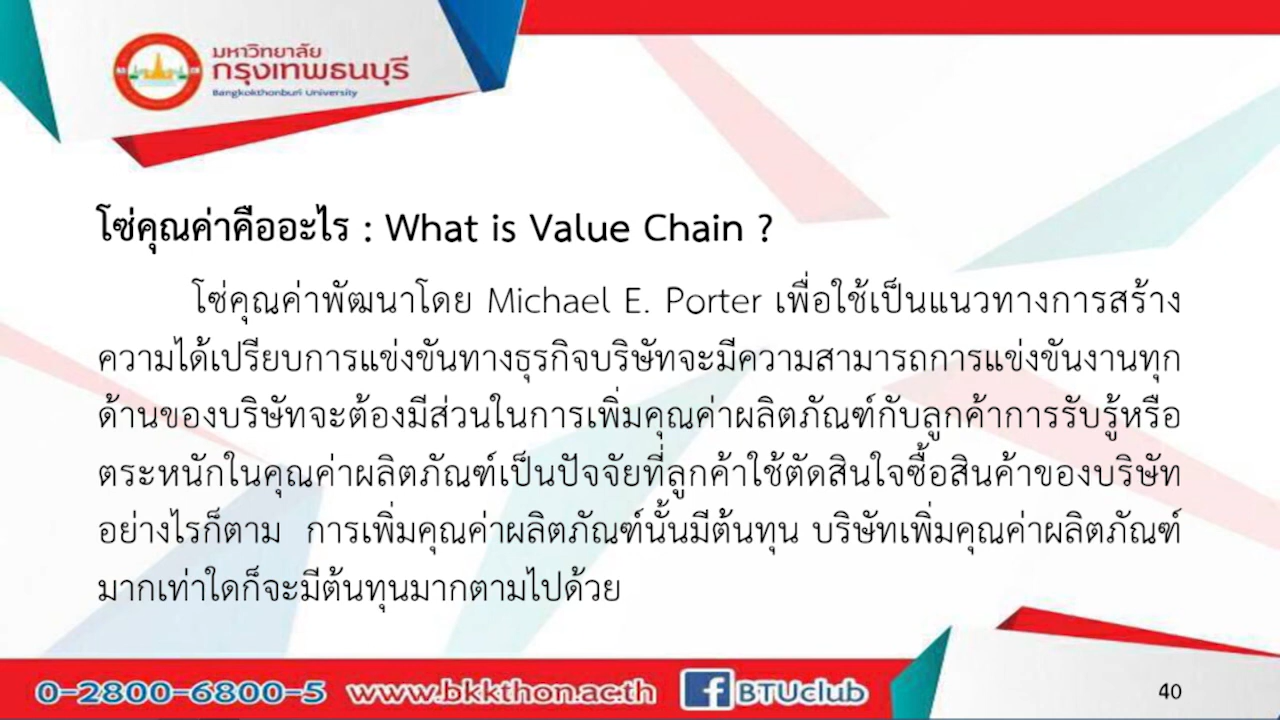 มหาวิทยาลัย
กรุงเทพธนบุรี
Bangkokthonburi University
โซ่คุณค่าคืออะไร : What is Value Chain ?
โซ่คุณค่าพัฒนาโดย Michael E. Porter เพื่อใช้เป็นแนวทางการสร้าง
ความได้เปรียบการแข่งขันทางธุรกิจบริษัทจะมีความสามารถการแข่งขันงานทุก
ด้านของบริษัทจะต้องมีส่วนในการเพิ่มคุณค่าผลิตภัณฑ์กับลูกค้าการรับรู้หรือ
ตระหนักในคุณค่าผลิตภัณฑ์เป็นปัจจัยที่ลูกค้าใช้ตัดสินใจซื้อสินค้าของบริษัท
อย่างไรก็ตาม การเพิ่มคุณค่าผลิตภัณฑ์นั้นมีต้นทุน บริษัทเพิ่มคุณค่าผลิตภัณฑ์
มากเท่าใดก็จะมีต้นทุนมากตามไปด้วย
0-2800-6800-5 www.bkkthon.ac.th f BTUclub
40